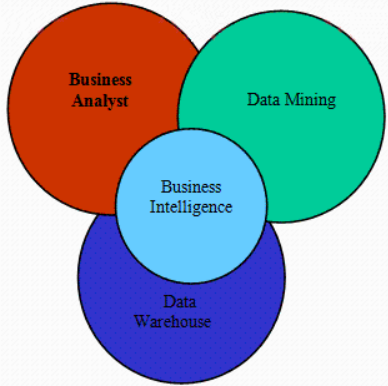 Business
Analyst
Data Mining
Business
Intelligence
Data
Warehouse